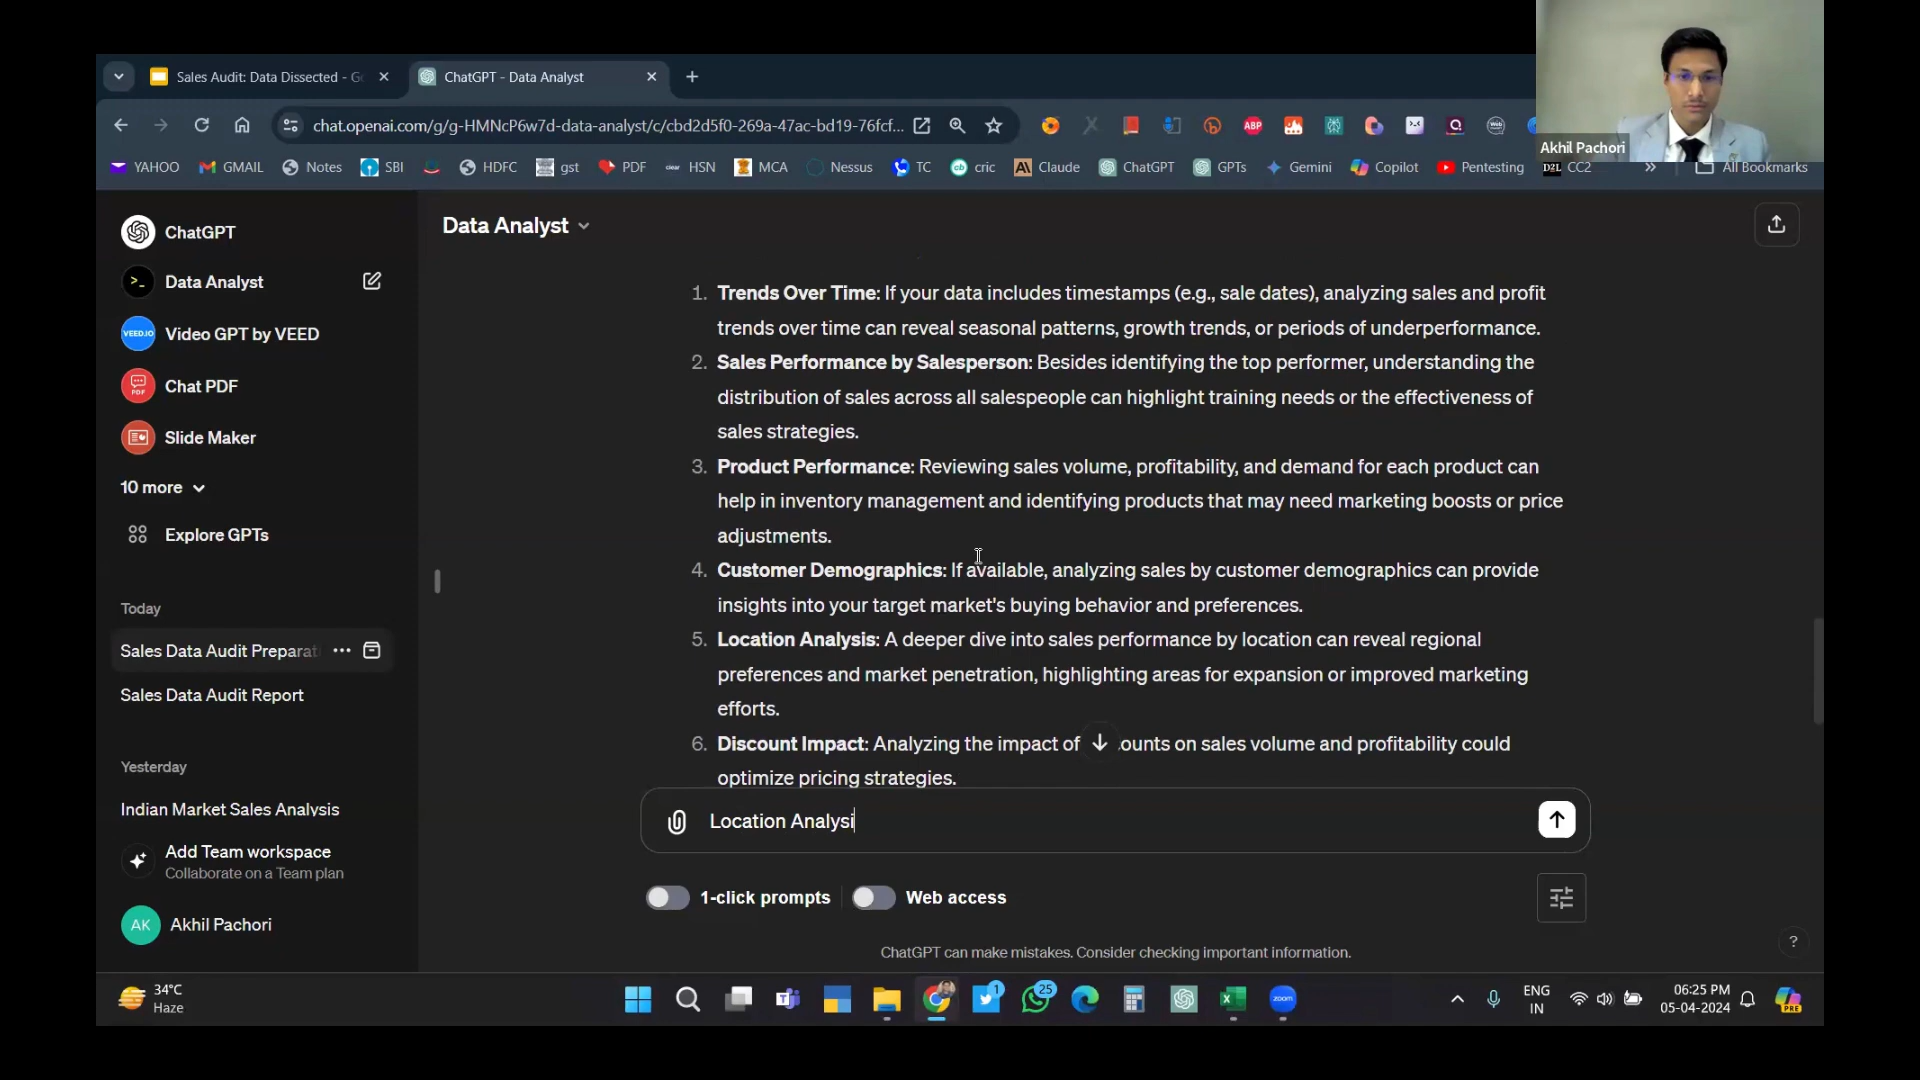 Sales Audit: Data Dissected - G
ChatGPT - Data Analyst
chat.openai.com/g/g-HMNcP6w7d-data-analyst/c/cbd2d5f0-269a-47ac-bd19-76fcf...
ABP
Akhil Pachori
YAHOO
GMAIL
Notes
SBI
HDFC
gst
PDF
HSN
MCA
Nessus
TC
cric
Claude
ChatGPT
GPTs
Gemini
Copilot
Pentesting
CC2
All Bookmarks
ChatGPT
Data Analyst
Video GPT by VEED
Chat PDF
Slide Maker
10 more
Explore GPTs
Today
Sales Data Audit Preparat
Sales Data Audit Report
Yesterday
Indian Market Sales Analysis
Add Team workspace
Collaborate on a Team plan
AK
Akhil Pachori
Data Analyst
1. Trends Over Time: If your data includes timestamps (e.g., sale dates), analyzing sales and profit
trends over time can reveal seasonal patterns, growth trends, or periods of underperformance.
2. Sales Performance by Salesperson: Besides identifying the top performer, understanding the
distribution of sales across all salespeople can highlight training needs or the effectiveness of
sales strategies.
3. Product Performance: Reviewing sales volume, profitability, and demand for each product can
help in inventory management and identifying products that may need marketing boosts or price
adjustments.
4. Customer Demographics: If available, analyzing sales by customer demographics can provide
insights into your target market's buying behavior and preferences.
5. Location Analysis: A deeper dive into sales performance by location can reveal regional
preferences and market penetration, highlighting areas for expansion or improved marketing
efforts.
6. Discount Impact: Analyzing the impact of ounts on sales volume and profitability could
optimize pricing strategies.
Location Analysi
1-click prompts
Web access
ChatGPT can make mistakes. Consider checking important information.
?
34°C
Haze
1
25
zoom
ENG
IN
06:25 PM
05-04-2024
PRE